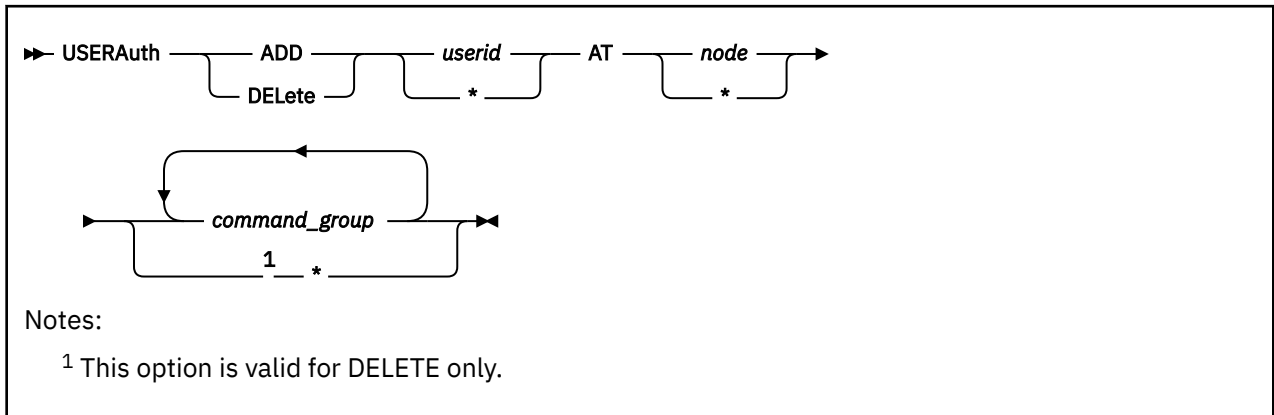 USERAuth ADD userid AT node
DELete * *
command_group
1 *
Notes:
1 This option is valid for DELETE only.